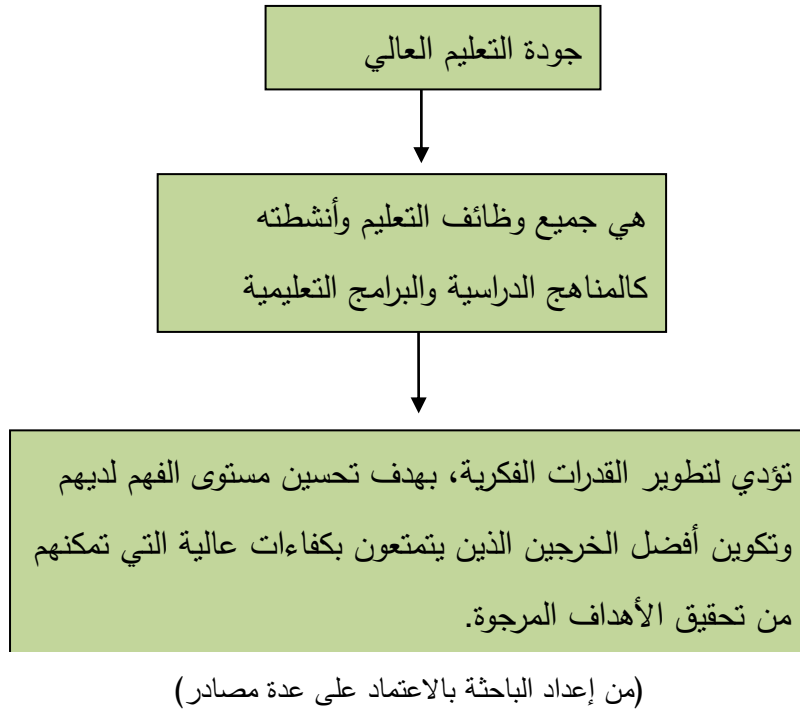 جودة التعليم العالي
هي جميع وظائف التعليم وأنشطته
كالمناهج الدراسية والبرامج التعليمية
تؤدي لتطوير القدرات الفكرية، بهدف تحسين مستوى الفهم لديهم
وتكوين أفضل الخرجين الذين يتمتعون بكفاءات عالية التي تمكنهم
من تحقيق الأهداف المرجوة.
(من إعداد الباحثة بالاعتماد على عدة مصادر)